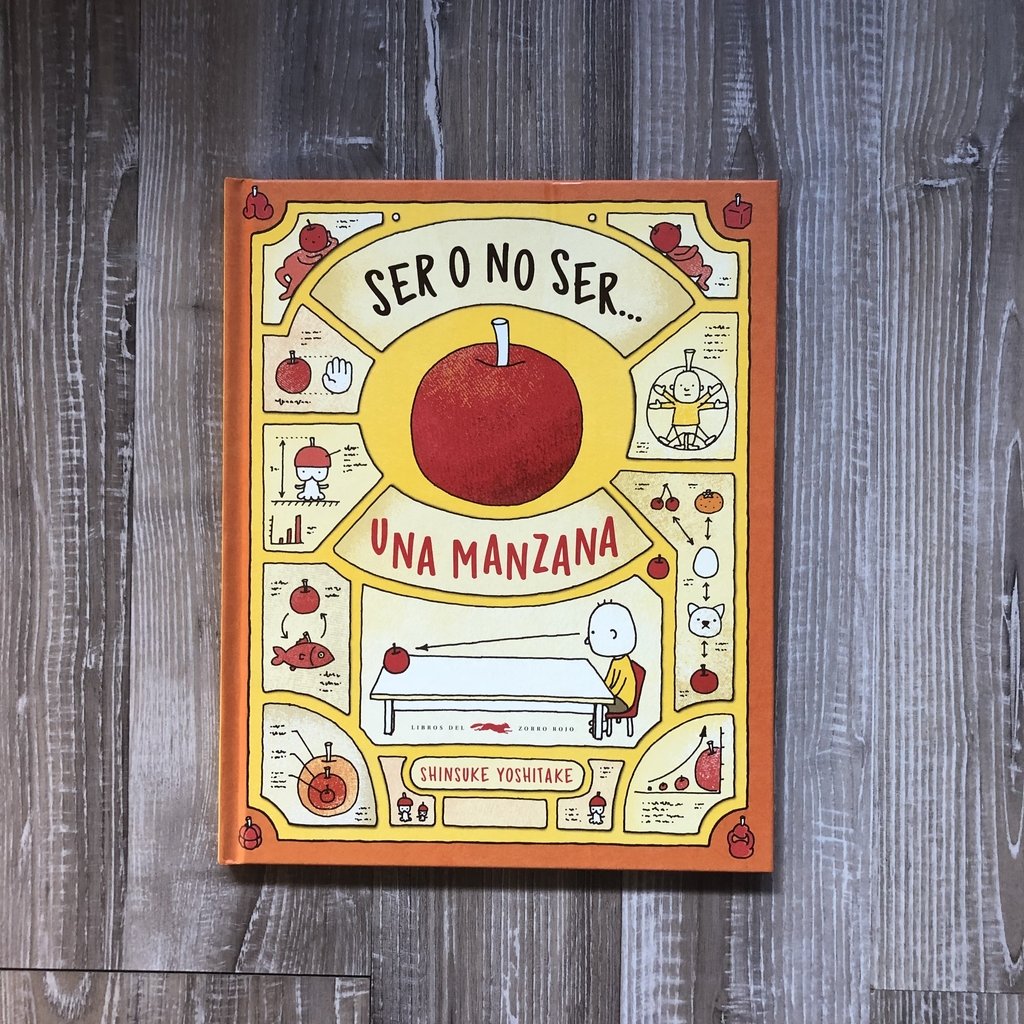 SER O NO SER...
UNA MANZANA
LIBROS DEL ZORRO ROJO
SHINSUKE YOSHITAKE